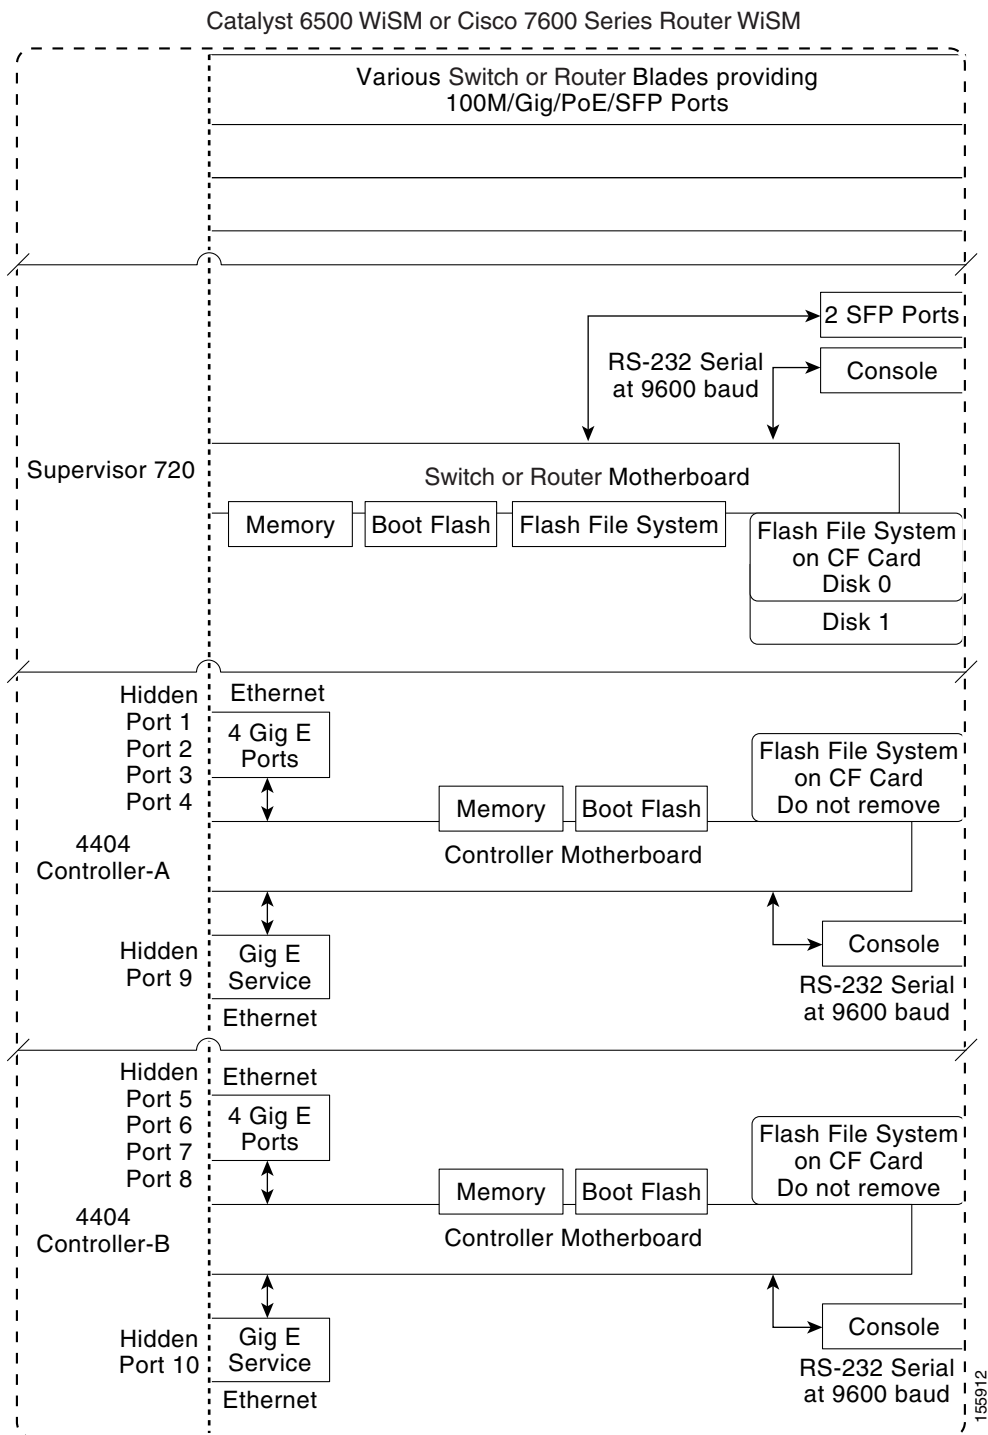 Catalyst 6500 WiSM or Cisco 7600 Series Router WiSM
Various Switch or Router Blades providing
100M/Gig/PoE/SFP Ports
2 SFP Ports
RS-232 Serial
at 9600 baud
Console
Supervisor 720
Switch or Router Motherboard
Memory
Boot Flash
Flash File System
Flash File System
on CF Card
Disk 0
Disk 1
Hidden
Port 1
Port 2
Port 3
Port 4
Ethernet
4 Gig E
Ports
Flash File System
on CF Card
Do not remove
Memory
Boot Flash
4404
Controller-A
Controller Motherboard
Hidden
Port 9
Gig E
Service
Ethernet
Console
RS-232 Serial
at 9600 baud
Hidden
Port 5
Port 6
Port 7
Port 8
Ethernet
4 Gig E
Ports
Flash File System
on CF Card
Do not remove
Memory
Boot Flash
4404
Controller-B
Controller Motherboard
Hidden
Port 10
Gig E
Service
Ethernet
Console
RS-232 Serial
at 9600 baud
155912